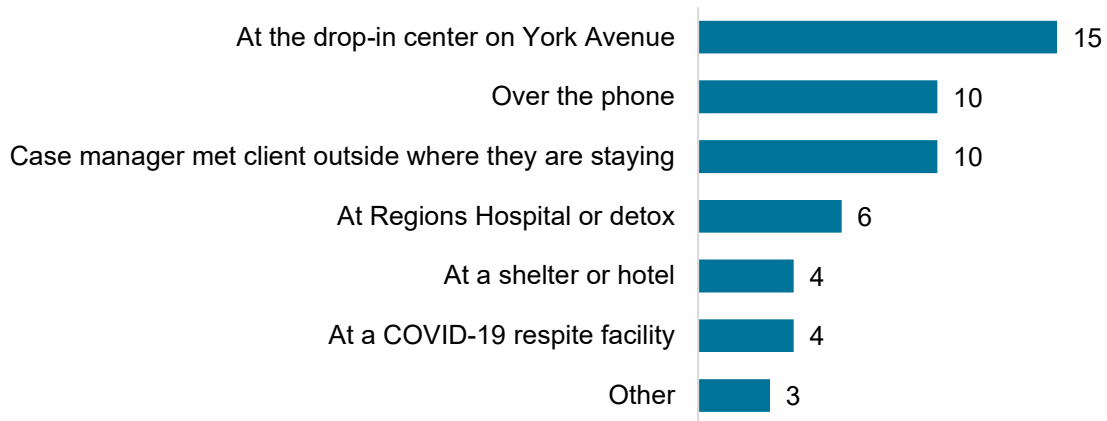 At the drop-in center on York Avenue 15
Over the phone 10
Case manager met client outside where they are staying 10
At Regions Hospital or detox 6
At a shelter or hotel 4
At a COVID-19 respite facility 4
Other 3